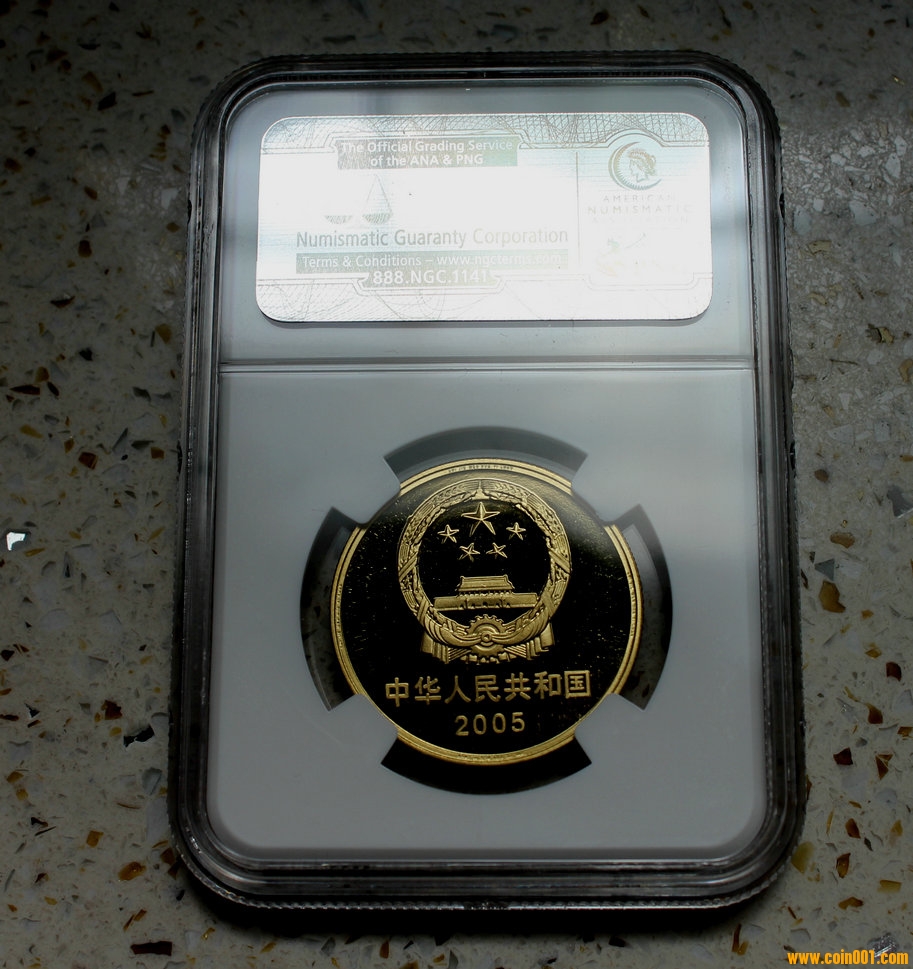 The Official Grading Service
of the ANA & PNG
Numismatic Guaranty Corporation
Terms & Conditions – www.ngcterms.com
888.NGC.1141
AMERICAN
NUMISMATIC
ASSOCIATION
中华人民共和国
2005
www.coin001.com